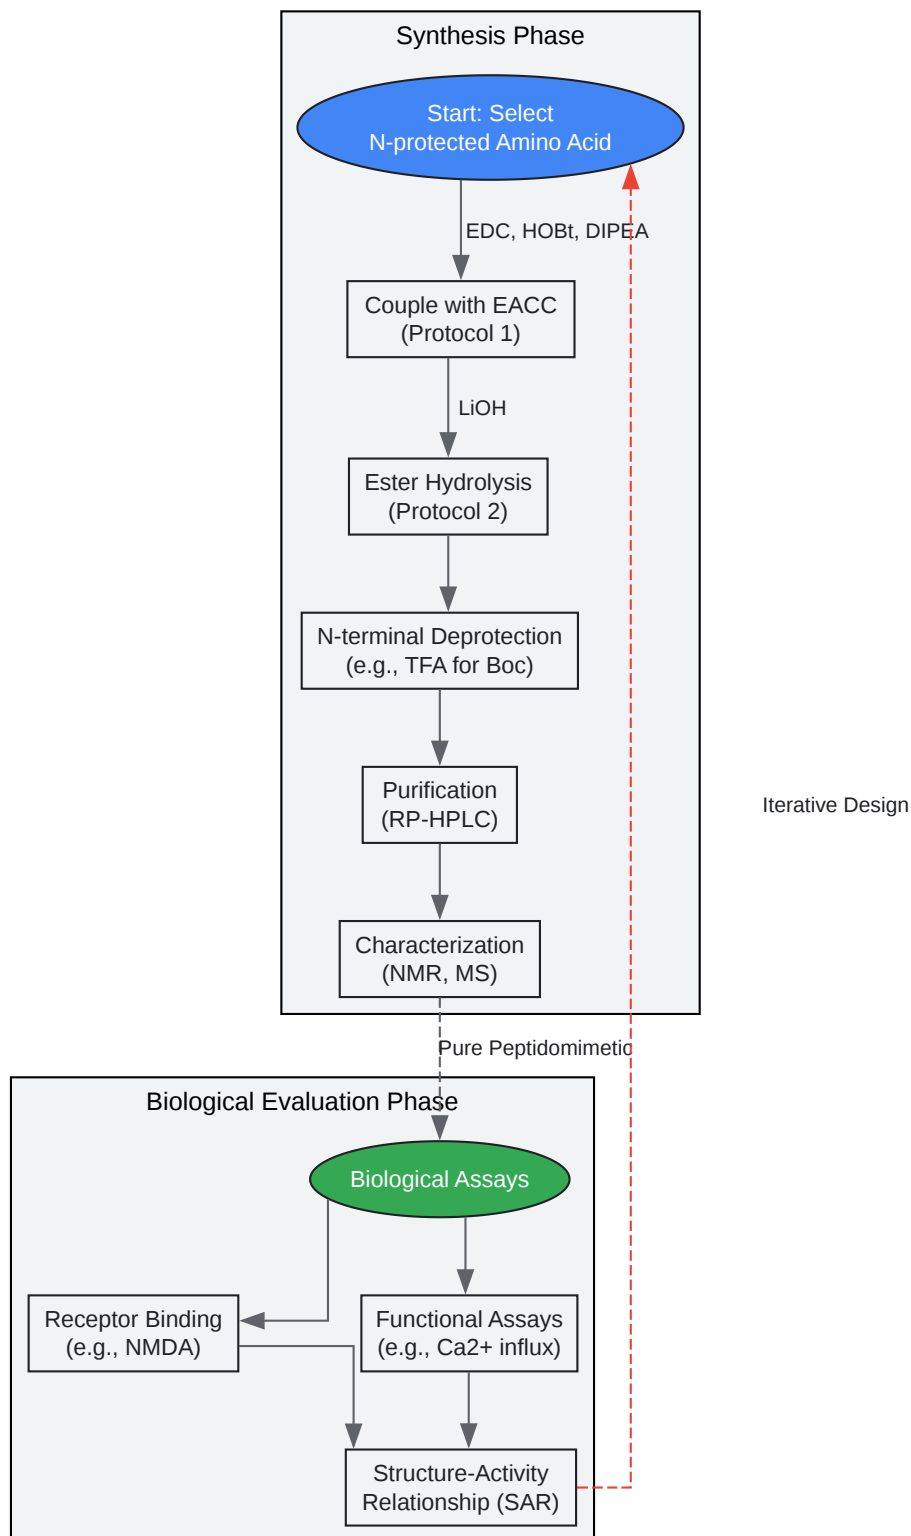 Synthesis Phase
Start: Select
N-protected Amino Acid
EDC, HOBt, DIPEA
Couple with EACC
(Protocol 1)
LiOH
Ester Hydrolysis
(Protocol 2)
N-terminal Deprotection
(e.g., TFA for Boc)
Purification
(RP-HPLC)
Iterative Design
Characterization
(NMR, MS)
Pure Peptidomimetic
Biological Evaluation Phase
Biological Assays
Receptor Binding
(e.g., NMDA)
Functional Assays
(e.g., Ca2+ influx)
Structure-Activity
Relationship (SAR)